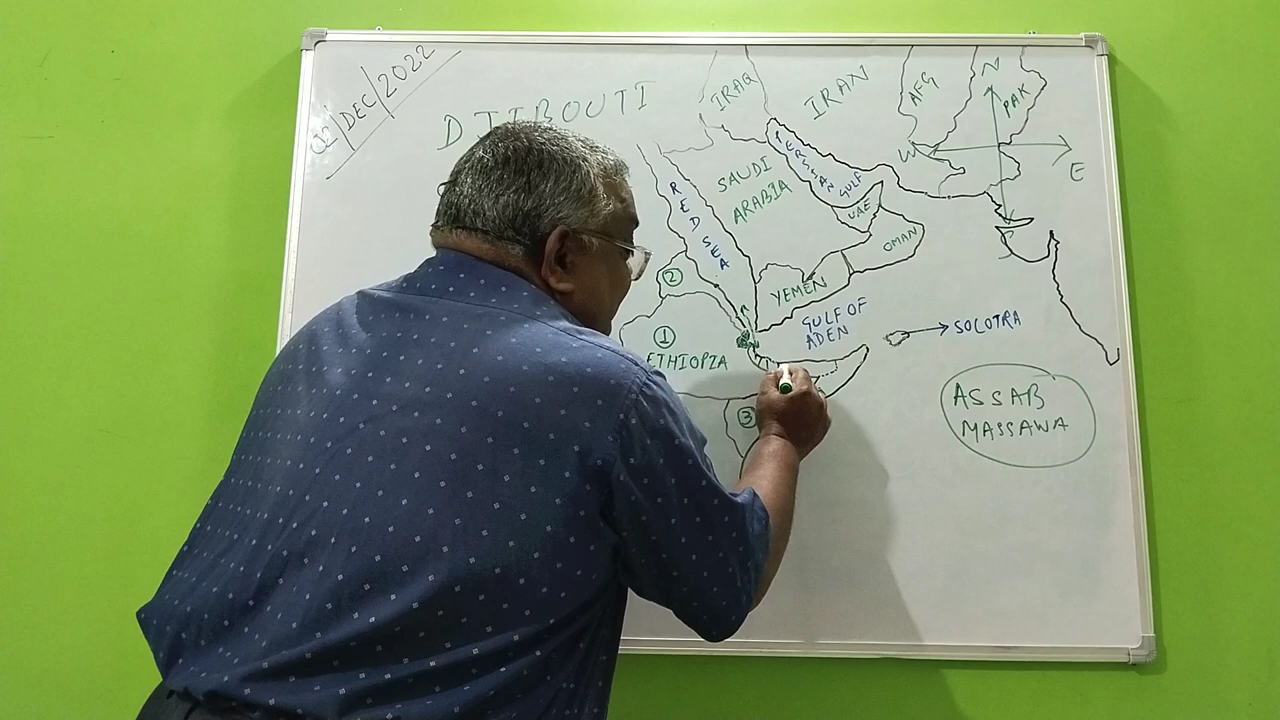 02/DEC/2022
DJIBOUTI
IRAQ
IRAN
AFG
PAK
N
W
E
SAUDI
ARABIA
PERSIAN GULF
RED SEA
UAE
OMAN
YEMEN
GULF OF
ADEN
SOCOTRA
2
1
ETHIOPIA
3
ASSAB
MASSAWA